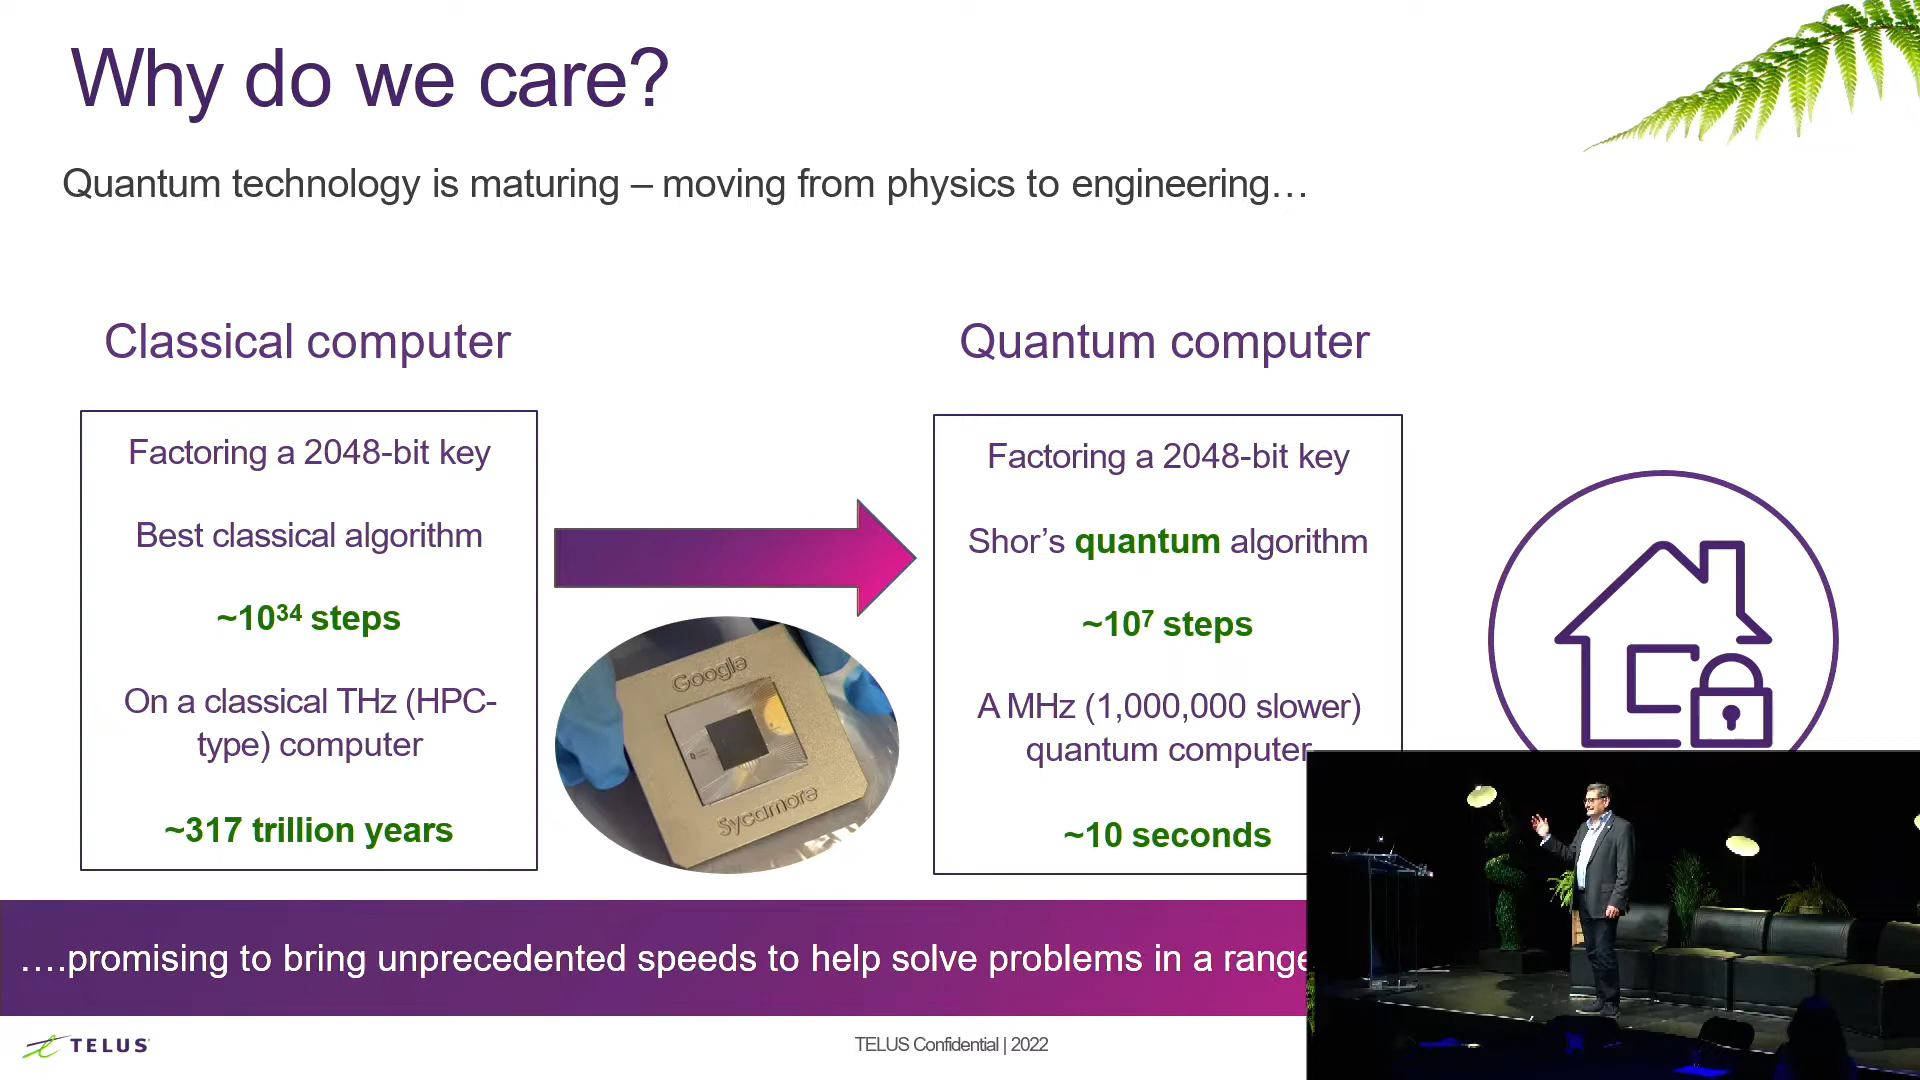 Why do we care?
Quantum technology is maturing – moving from physics to engineering…
Classical computer
Factoring a 2048-bit key
Best classical algorithm
~10³⁴ steps
On a classical THz (HPC-
type) computer
~317 trillion years
Google
Sycamore
Quantum computer
Factoring a 2048-bit key
Shor’s quantum algorithm
~10⁷ steps
A MHz (1,000,000 slower)
quantum computer
~10 seconds
….promising to bring unprecedented speeds to help solve problems in a range
TELUS
TELUS Confidential | 2022